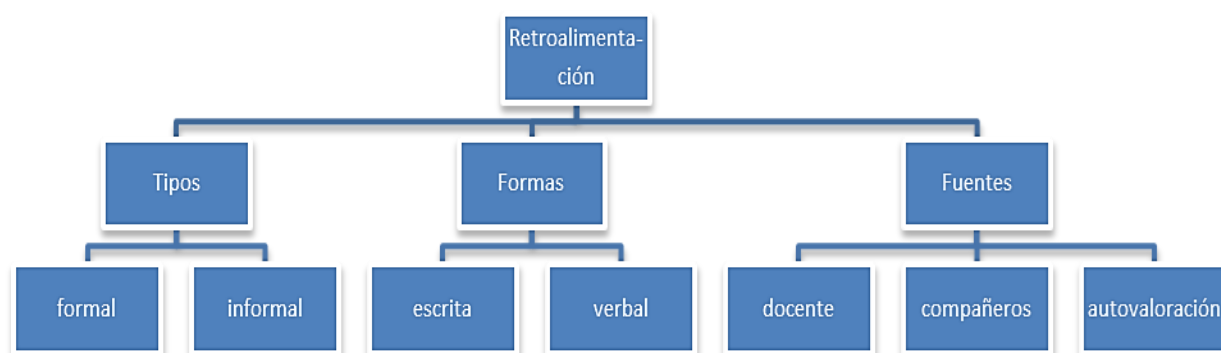 Retroalimenta-
ción
Tipos
Formas
Fuentes
formal
informal
escrita
verbal
docente
compañeros
autovaloración